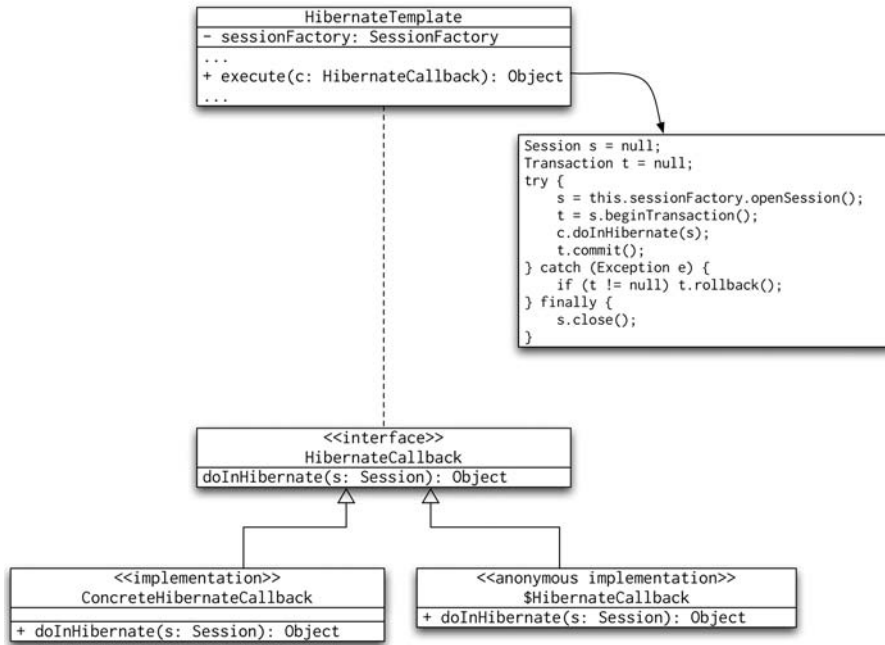 HibernateTemplate
- sessionFactory: SessionFactory
...
+ execute(c: HibernateCallback): Object
...
Session s = null;
Transaction t = null;
try {
    s = this.sessionFactory.openSession();
    t = s.beginTransaction();
    c.doInHibernate(s);
    t.commit();
} catch (Exception e) {
    if (t != null) t.rollback();
} finally {
    s.close();
}
<<interface>>
HibernateCallback
doInHibernate(s: Session): Object
<<implementation>>
ConcreteHibernateCallback
+ doInHibernate(s: Session): Object
<<anonymous implementation>>
$HibernateCallback
+ doInHibernate(s: Session): Object